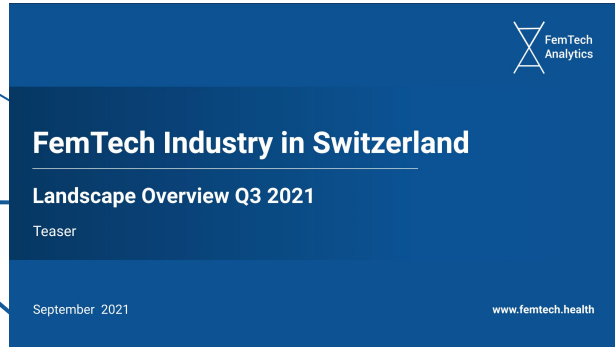 FemTech
Analytics
FemTech Industry in Switzerland
Landscape Overview Q3 2021
Teaser
September 2021
www.femtech.health